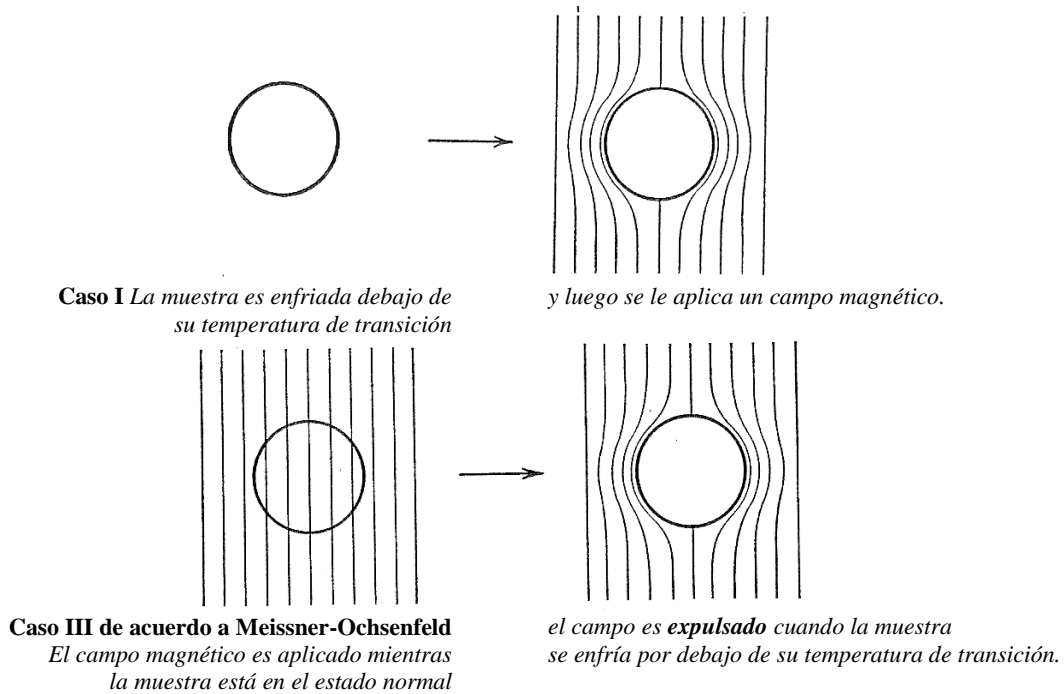 Caso I La muestra es enfriada debajo de
su temperatura de transición
y luego se le aplica un campo magnético.
Caso III de acuerdo a Meissner-Ochsenfeld
El campo magnético es aplicado mientras
la muestra está en el estado normal
el campo es expulsado cuando la muestra
se enfría por debajo de su temperatura de transición.